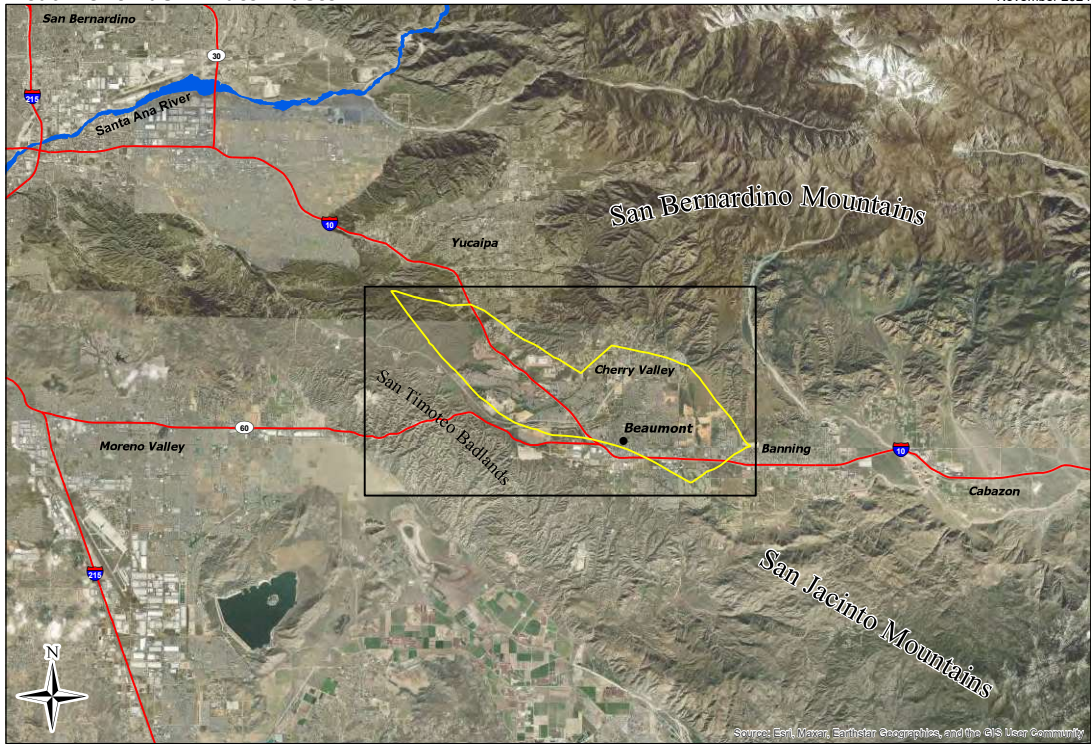 San Bernardino
30
215
Santa Ana River
10
San Bernardino Mountains
Yucaipa
Cherry Valley
San Timoteo Badlands
Beaumont
60
Moreno Valley
Banning
10
Cabazon
215
San Jacinto Mountains
N
Source: Esri, Maxar, Earthstar Geographics, and the GIS User Community